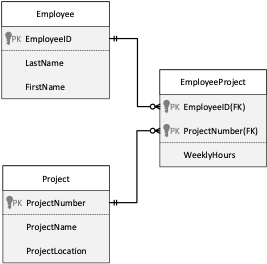 Employee
PK EmployeeID
LastName
FirstName
EmployeeProject
PK EmployeeID(FK)
PK ProjectNumber(FK)
WeeklyHours
Project
PK ProjectNumber
ProjectName
ProjectLocation